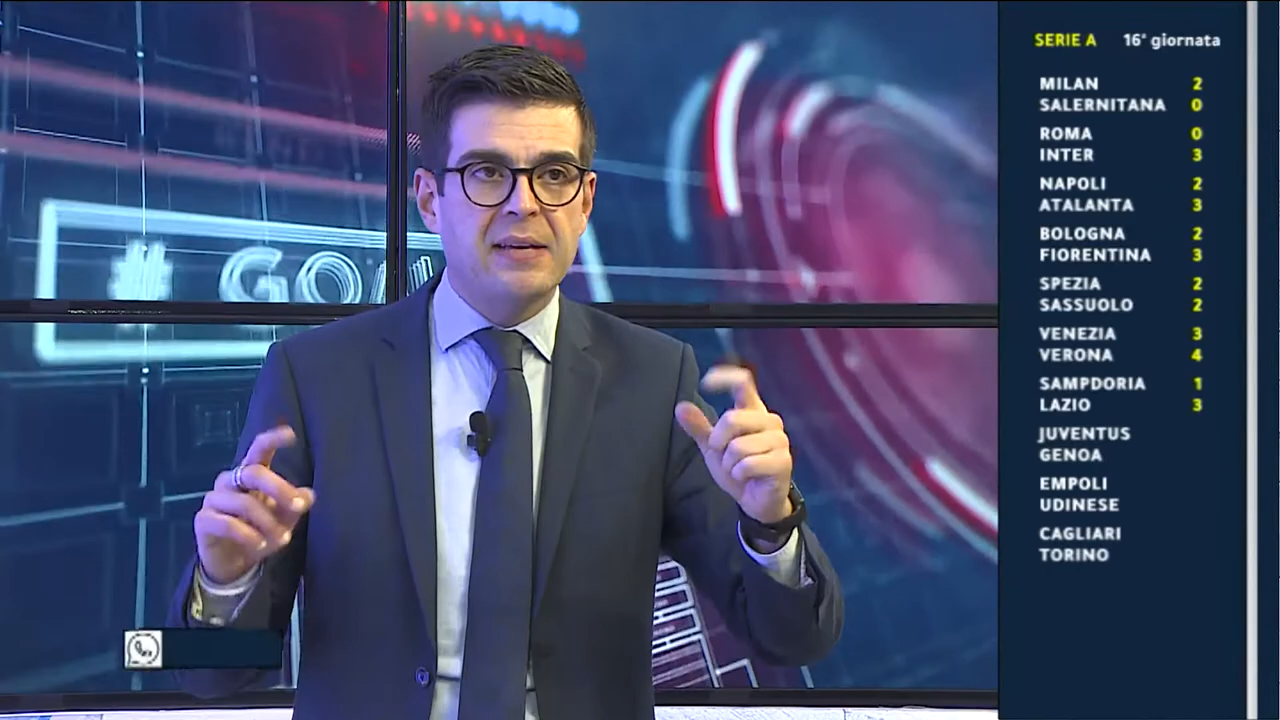 # GOA
SERIE A 16ª giornata
MILAN 2
SALERNITANA 0
ROMA 0
INTER 3
NAPOLI 2
ATALANTA 3
BOLOGNA 2
FIORENTINA 3
SPEZIA 2
SASSUOLO 2
VENEZIA 3
VERONA 4
SAMPDORIA 1
LAZIO 3
JUVENTUS
GENOA
EMPOLI
UDINESE
CAGLIARI
TORINO